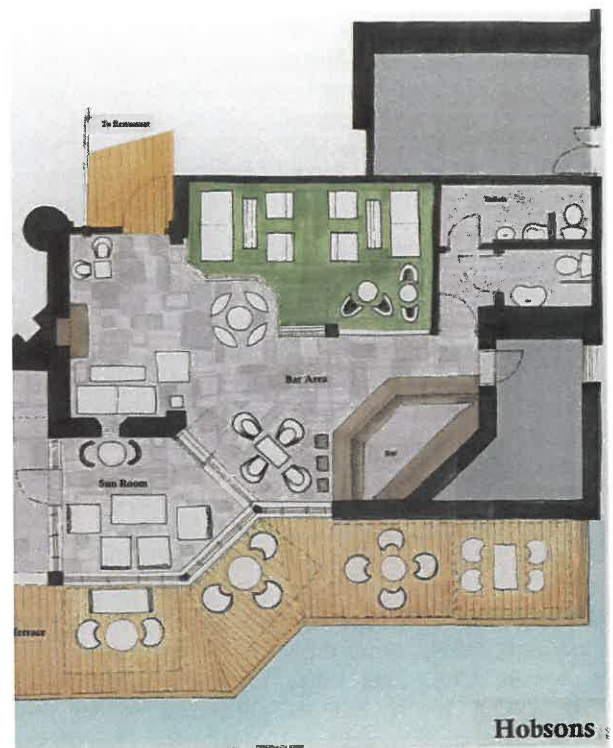 To Restaurant
Toilets
Bar Area
Bar
Sun Room
Terrace
Hobsons